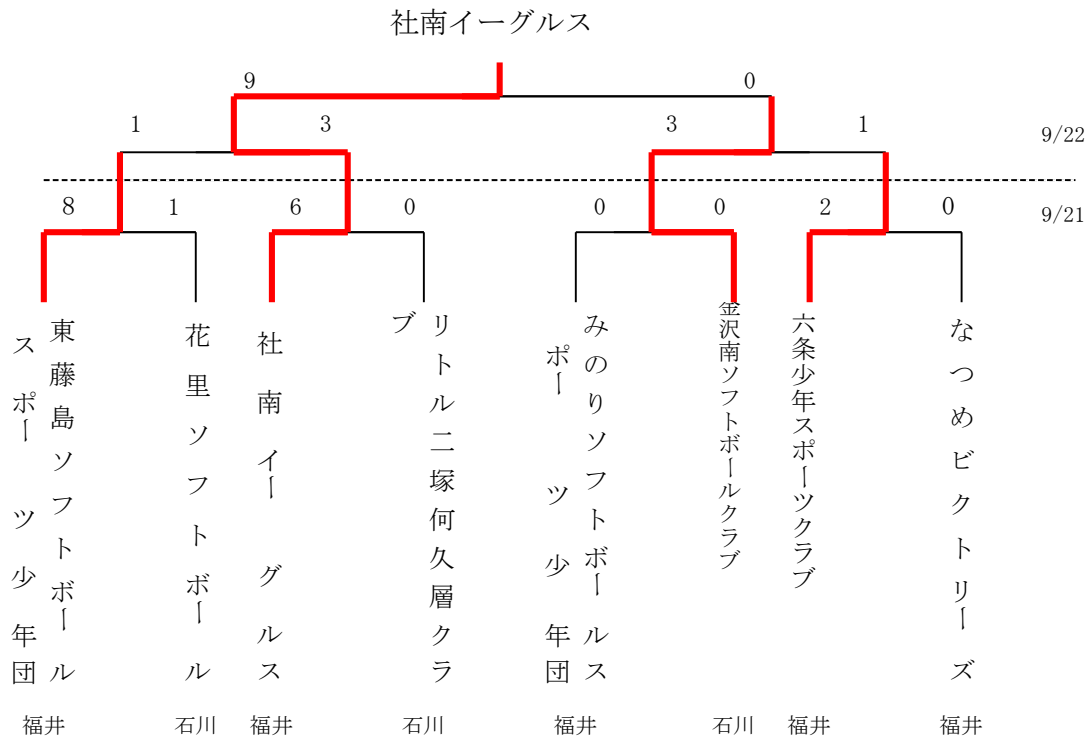 社南イーグルス
9 0
1 3 3 1 9/22
8 1 6 0 0 0 2 0 9/21
東藤島ソフトボール
スポーツ少年団
花里ソフトボール
社南イーグルス
リトル二塚何久層クラ
ブ
みのりソフトボールス
ポーツ少年団
金沢南ソフトボールクラブ
六条少年スポーツクラブ
なつめビクトリーズ
福井 石川 福井 石川 福井 石川 福井 福井